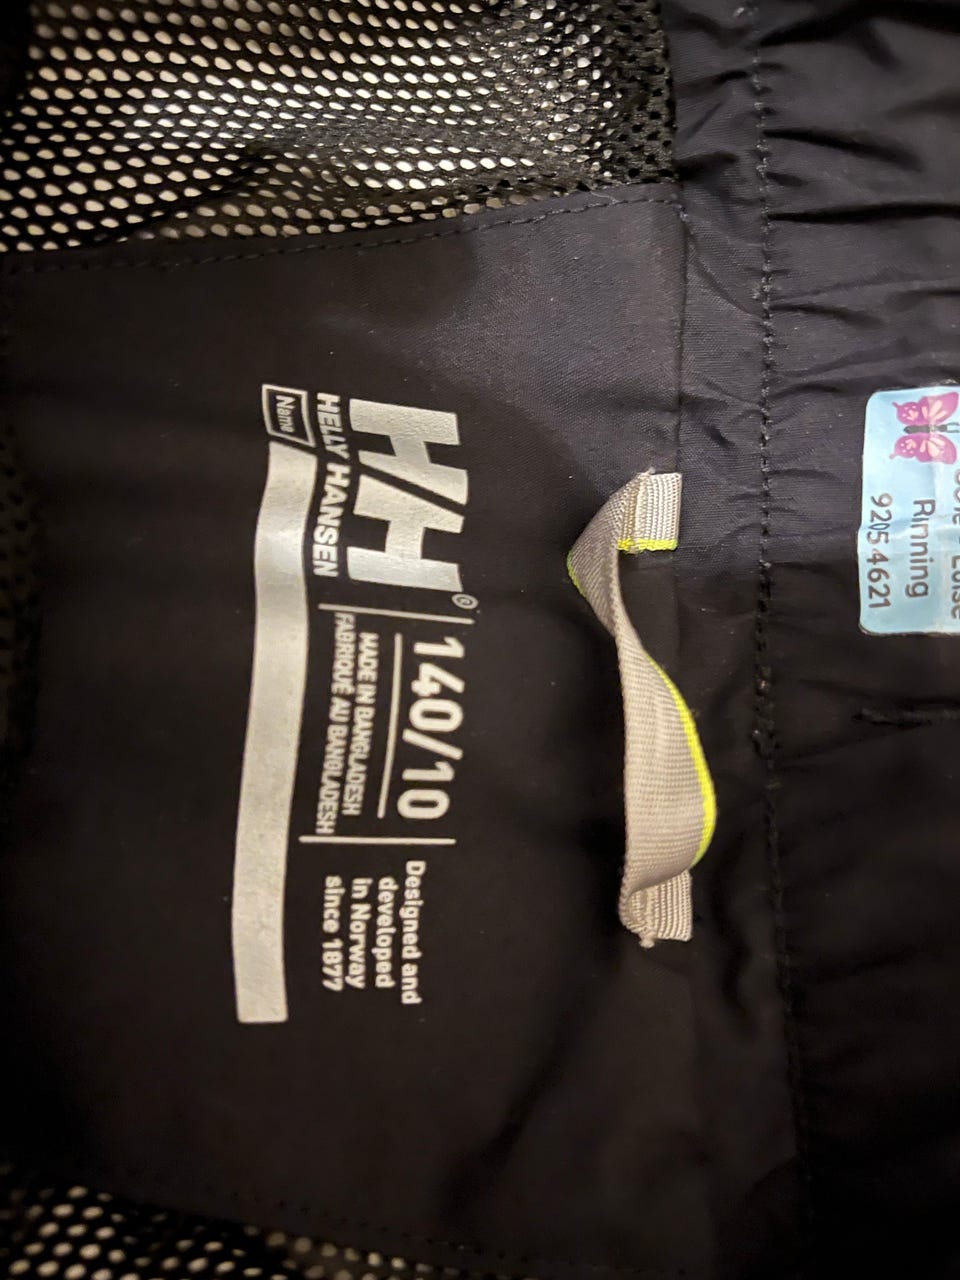 HH®
HELLY HANSEN
Name
140/10
MADE IN BANGLADESH
FABRIQUÉ AU BANGLADESH
Designed and
developed
in Norway
since 1877
Rinning
9205 4621